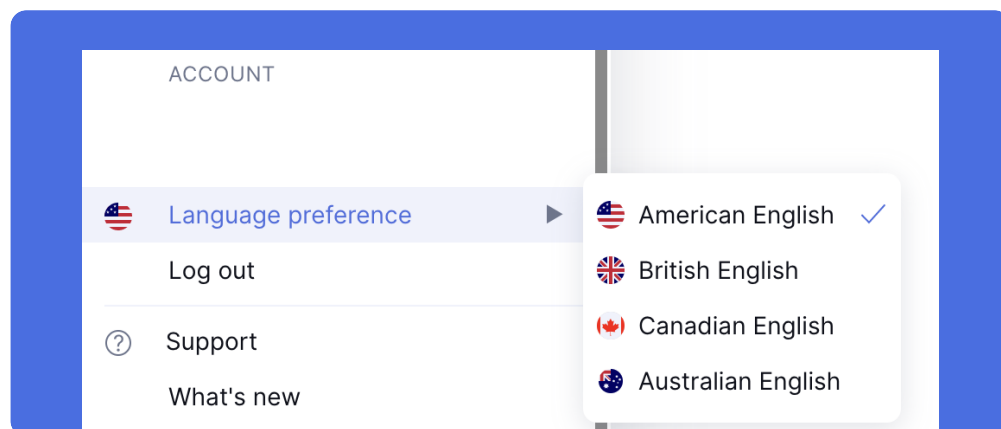 ACCOUNT
Language preference
Log out
Support
What's new
American English
British English
Canadian English
Australian English